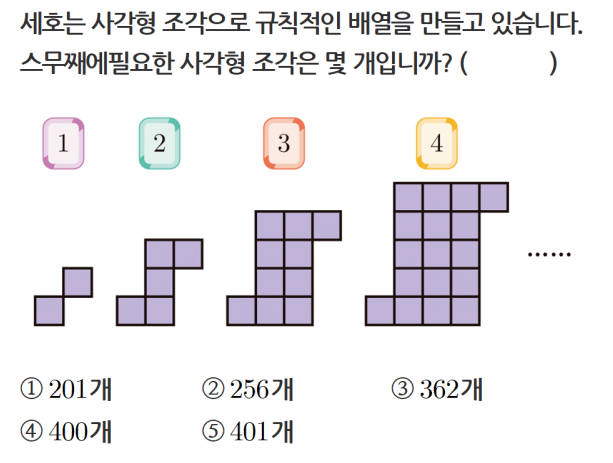 세호는 사각형 조각으로 규칙적인 배열을 만들고 있습니다.
스무째에필요한 사각형 조각은 몇 개입니까? (          )
1 2 3 4
……
① 201개 ② 256개 ③ 362개
④ 400개 ⑤ 401개